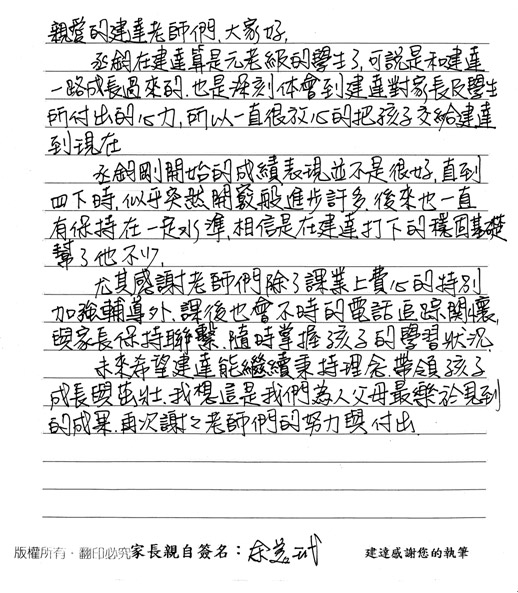 親愛的建達老師們，大家好，
丞鈞在建達算是元老級的學生了，可說是和建達
一路成長過來的，也是深刻体會到建達對家長及學生
所付出的心力，所以一直很放心的把孩子交給建達
到現在
丞鈞剛開始的成績表現並不是很好，直到
四下時，似乎突然開竅般進步許多，後來也一直
有保持在一定水準，相信是在建達打下的穩固基礎
幫了他不少，
尤其感謝老師們除了課業上費心的特別
加強輔導外，課後也會不時的電話追踪關懷，
與家長保持聯繫，隨時掌握孩子的學習狀況，
未來希望建達能繼續秉持理念，帶領孩子
成長與茁壯，我想這是我們為人父母最樂於見到
的成果，再次謝謝老師們的努力與付出
版權所有．翻印必究 家長親自簽名： 建達感謝您的執筆